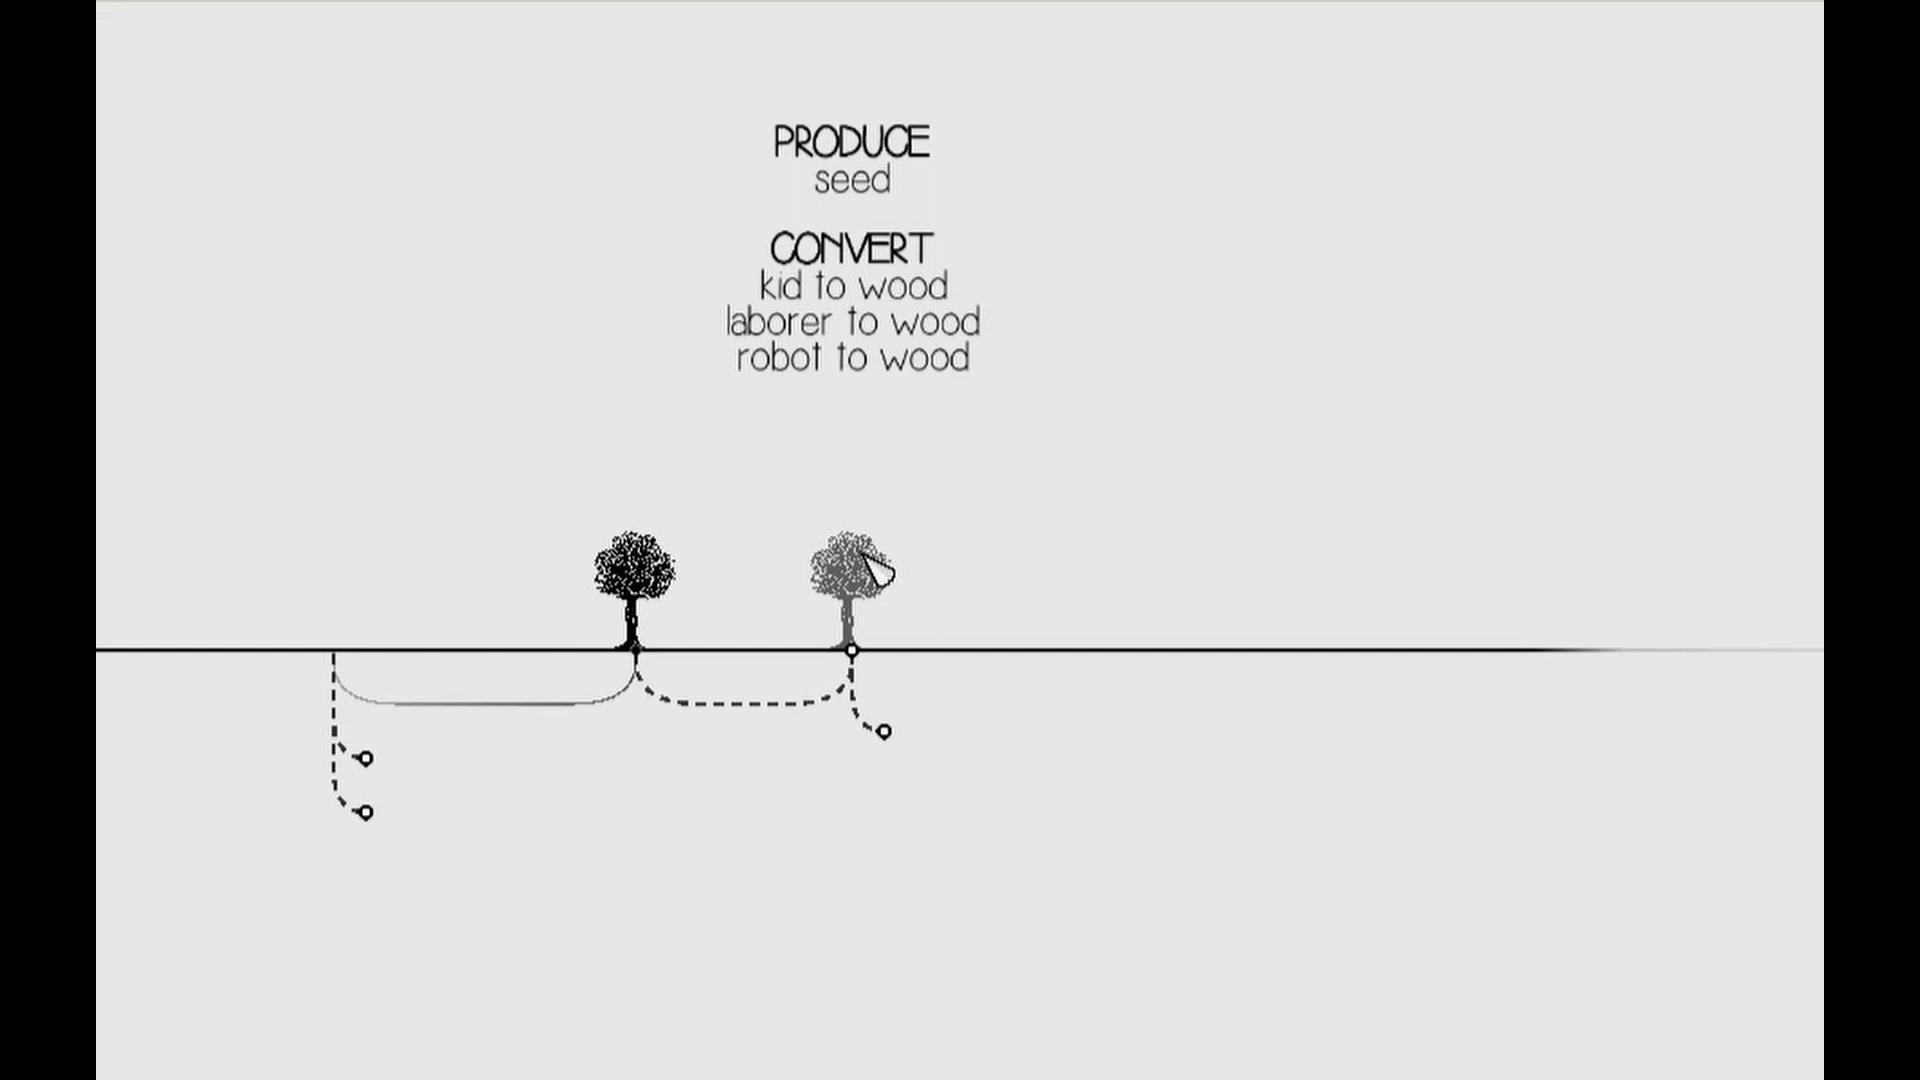 PRODUCE
seed
CONVERT
kid to wood
laborer to wood
robot to wood